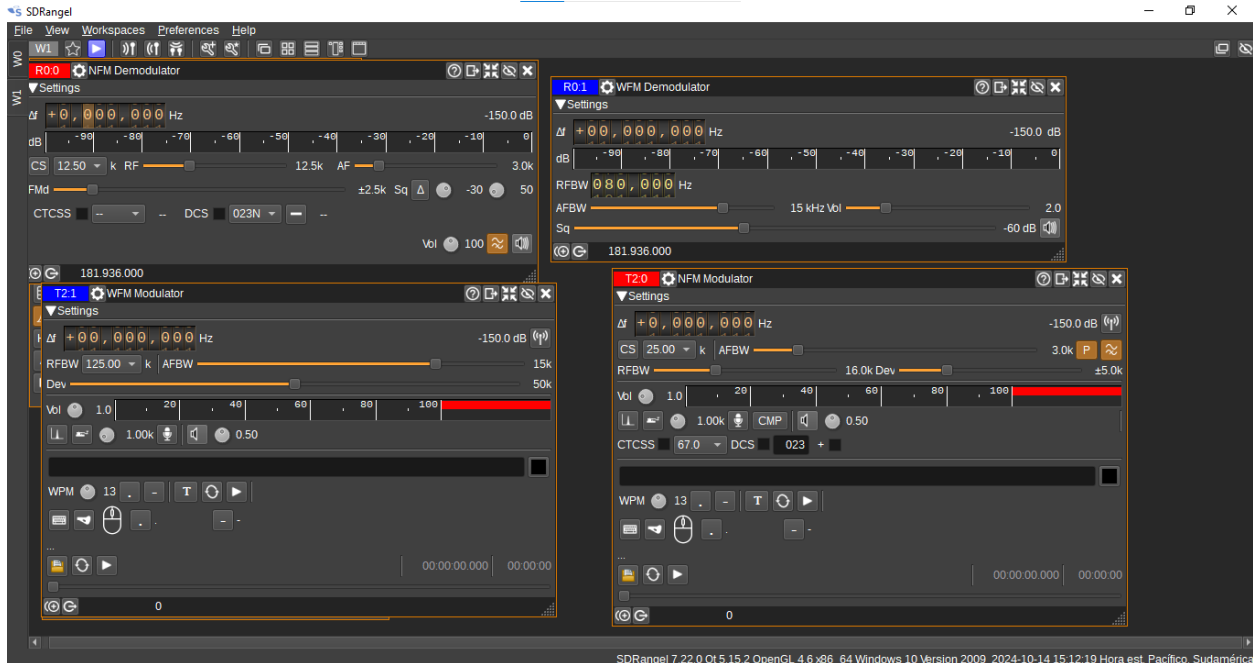 SDRangel
File View Workspaces Preferences Help
W0
W1
W1
R0:0 NFM Demodulator
Settings
Δf +0,000,000 Hz -150.0 dB
dB -90 -80 -70 -60 -50 -40 -30 -20 -10 0
CS 12.50 k RF 12.5k AF 3.0k
FMd ±2.5k Sq Δ -30 50
CTCSS -- -- DCS 023N --
Vol 100
181.936.000
R0:1 WFM Demodulator
Settings
Δf +00,000,000 Hz -150.0 dB
dB -90 -80 -70 -60 -50 -40 -30 -20 -10 0
RFBW 080,000 Hz
AFBW 15 kHz Vol 2.0
Sq -60 dB
181.936.000
T2:1 WFM Modulator
Settings
Δf +00,000,000 Hz -150.0 dB
RFBW 125.00 k AFBW 15k
Dev 50k
Vol 1.0 20 40 60 80 100
1.00k 0.50
WPM 13 . - T
. . - -
...
00:00:00.000 00:00:00
0
T2:0 NFM Modulator
Settings
Δf +0,000,000 Hz -150.0 dB
CS 25.00 k AFBW 3.0k P
RFBW 16.0k Dev ±5.0k
Vol 1.0 20 40 60 80 100
1.00k CMP 0.50
CTCSS 67.0 DCS 023 +
WPM 13 . - T
. . - -
...
00:00:00.000 00:00:00
0
SDRangel 7.22.0 Qt 5.15.2 OpenGL 4.6 x86_64 Windows 10 Version 2009 2024-10-14 15:12:19 Hora est. Pacífico, Sudaméric